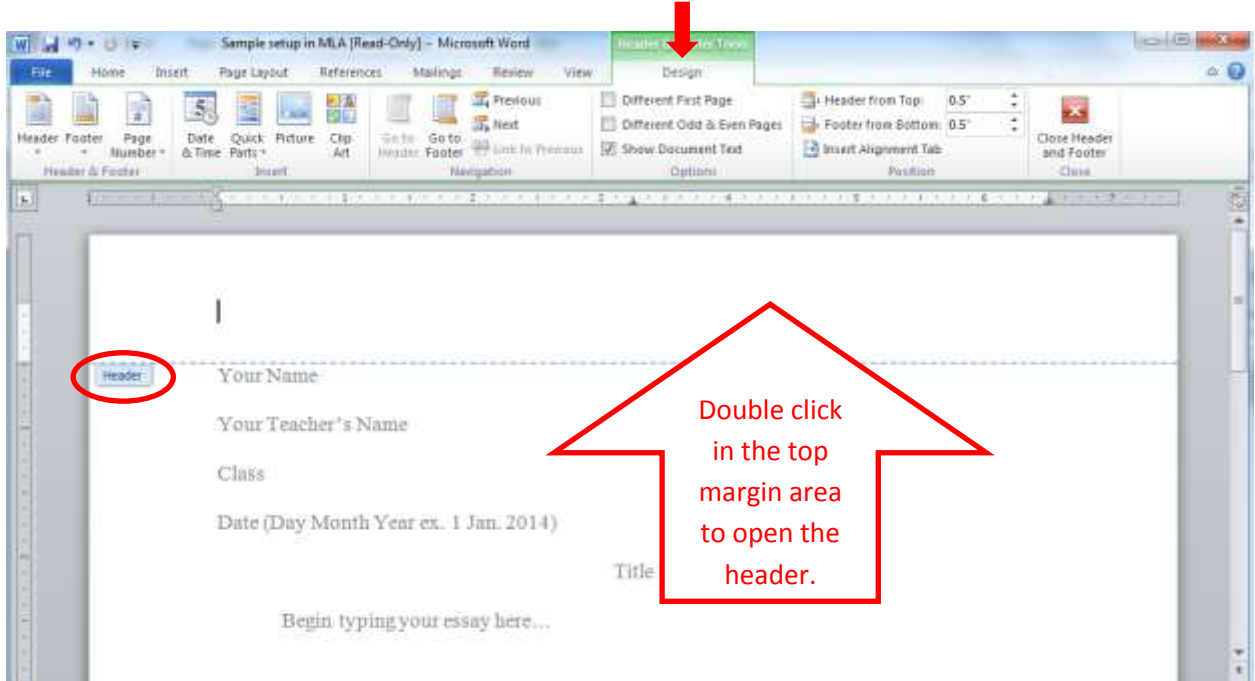 Sample setup in MLA [Read-Only] - Microsoft Word
Header & Footer Tools
File Home Insert Page Layout References Mailings Review View Design
Header Footer Page Number
Date & Time Quick Parts Picture Clip Art
Go to Header Go to Footer
Previous
Next
Link to Previous
Different First Page
Different Odd & Even Pages
Show Document Text
Header from Top: 0.5"
Footer from Bottom: 0.5"
Insert Alignment Tab
Close Header and Footer
Header & Footer Insert Navigation Options Position Close
Header
Your Name
Your Teacher's Name
Class
Date (Day Month Year ex. 1 Jan. 2014)
Title
Begin typing your essay here…
Double click
in the top
margin area
to open the
header.